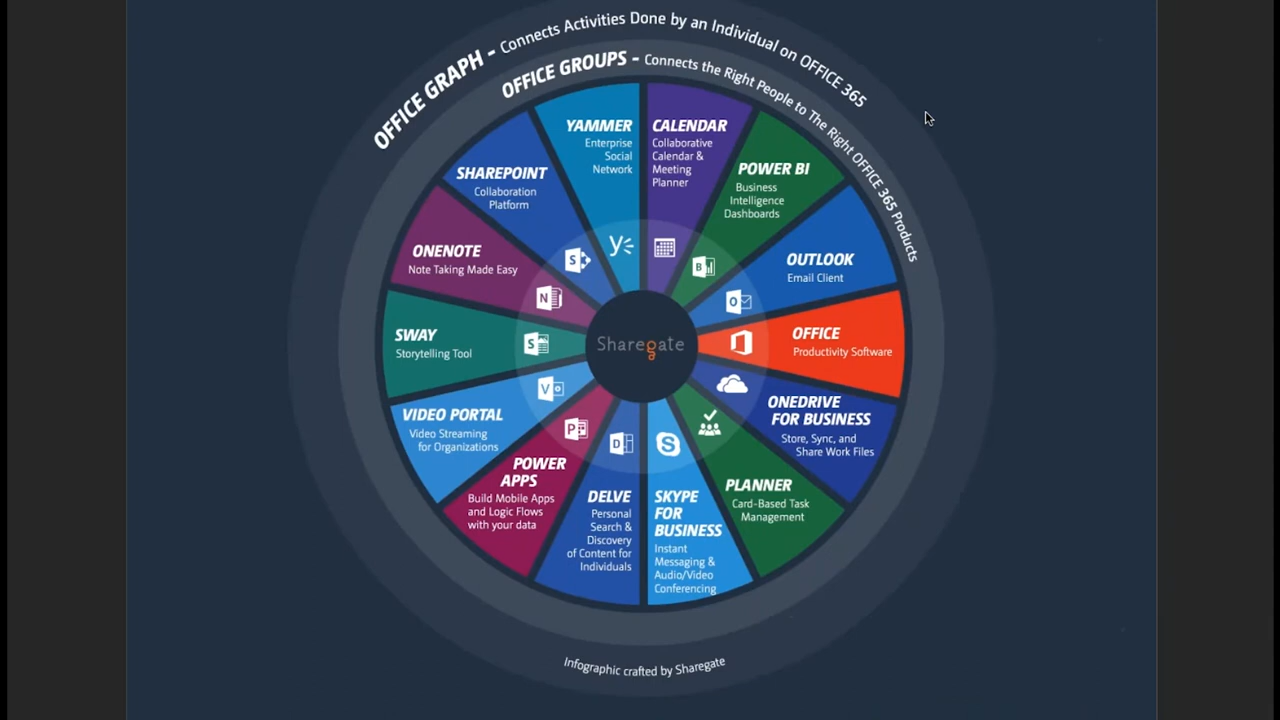 OFFICE GRAPH - Connects Activities Done by an Individual on OFFICE 365
OFFICE GROUPS - Connects the Right People to The Right OFFICE 365 Products
YAMMER
Enterprise
Social
Network
CALENDAR
Collaborative
Calendar &
Meeting
Planner
POWER BI
Business
Intelligence
Dashboards
OUTLOOK
Email Client
OFFICE
Productivity Software
ONEDRIVE
FOR BUSINESS
Store, Sync, and
Share Work Files
PLANNER
Card-Based Task
Management
SKYPE
FOR
BUSINESS
Instant
Messaging &
Audio/Video
Conferencing
DELVE
Personal
Search &
Discovery
of Content for
Individuals
POWER
APPS
Build Mobile Apps
and Logic Flows
with your data
VIDEO PORTAL
Video Streaming
for Organizations
SWAY
Storytelling Tool
ONENOTE
Note Taking Made Easy
SHAREPOINT
Collaboration
Platform
Sharegate
Infographic crafted by Sharegate